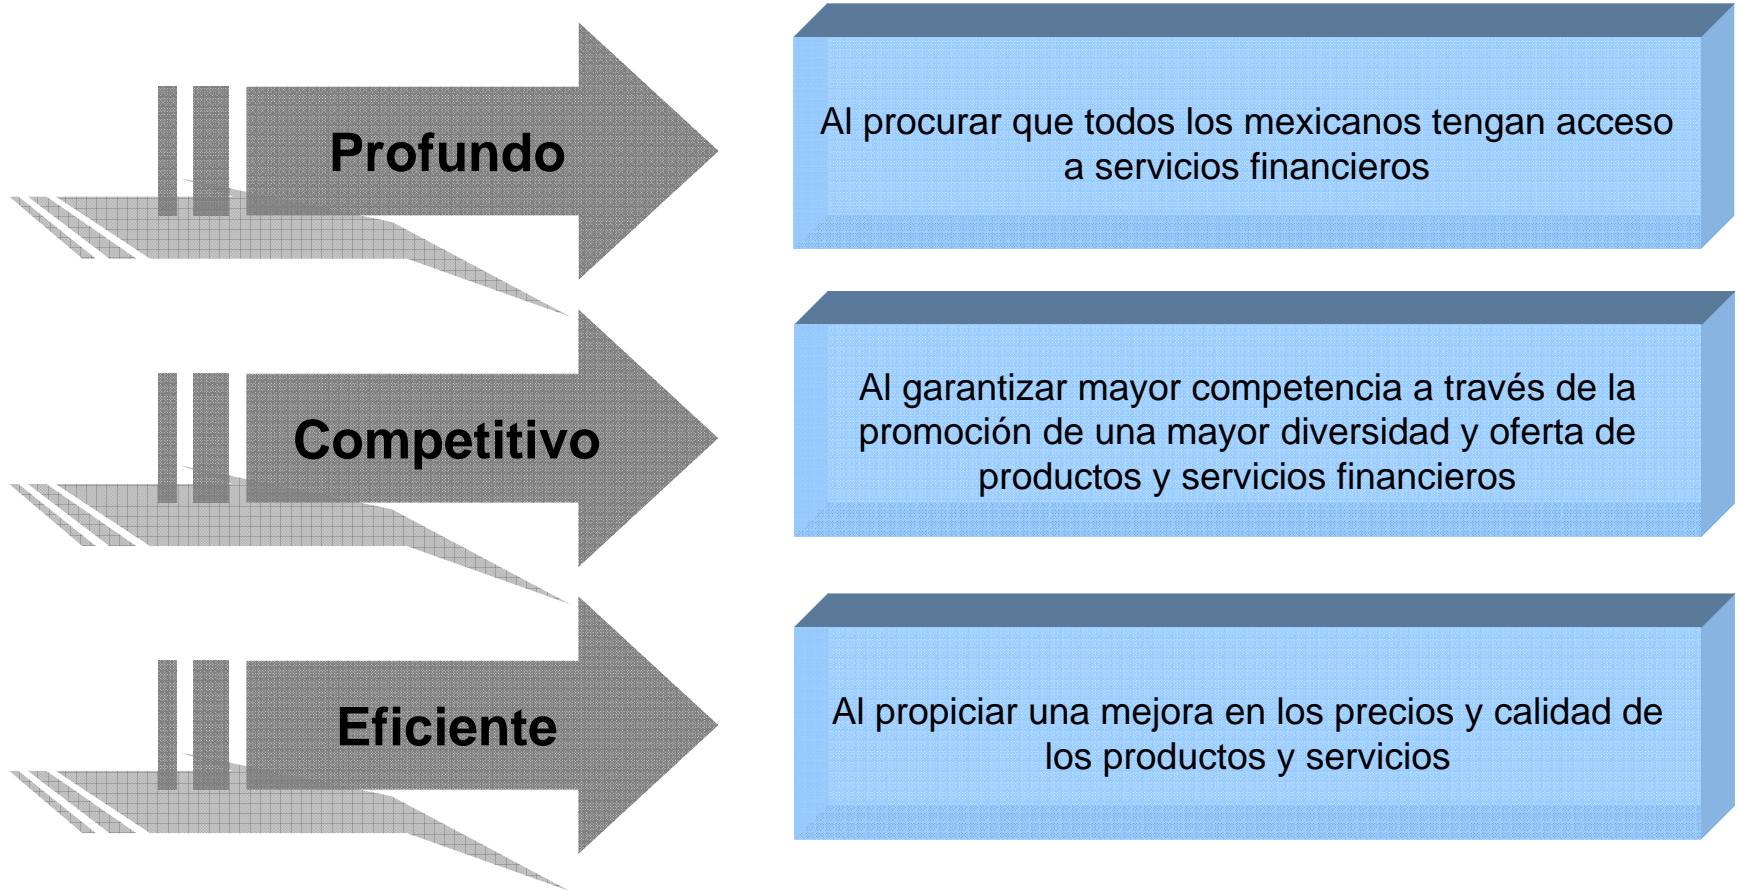 Profundo
Al procurar que todos los mexicanos tengan acceso
a servicios financieros
Competitivo
Al garantizar mayor competencia a través de la
promoción de una mayor diversidad y oferta de
productos y servicios financieros
Eficiente
Al propiciar una mejora en los precios y calidad de
los productos y servicios